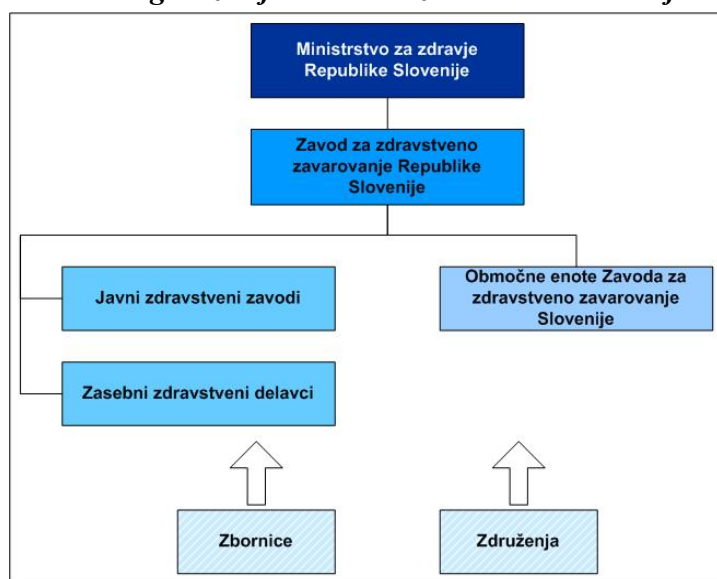 Ministrstvo za zdravje
Republike Slovenije
Zavod za zdravstveno
zavarovanje Republike
Slovenije
Javni zdravstveni zavodi
Območne enote Zavoda za
zdravstveno zavarovanje
Slovenije
Zasebni zdravstveni delavci
Zbornice
Združenja